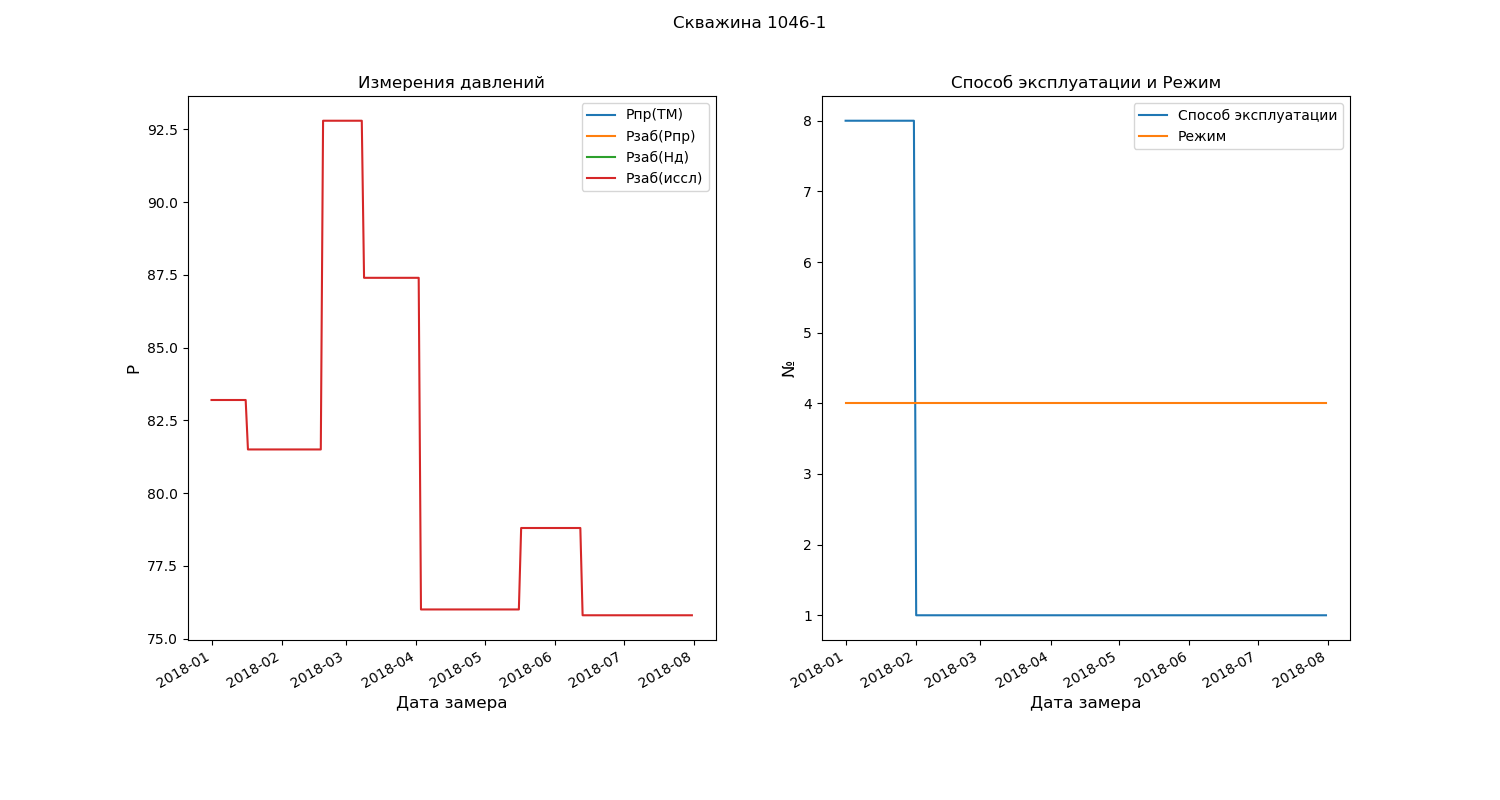 Скважина 1046-1
Измерения давлений
Рпр(ТМ)
Рзаб(Рпр)
Рзаб(Нд)
Рзаб(иссл)
92.5
90.0
87.5
85.0
82.5
80.0
77.5
75.0
Р
2018-01
2018-02
2018-03
2018-04
2018-05
2018-06
2018-07
2018-08
Дата замера
Способ эксплуатации и Режим
Способ эксплуатации
Режим
8
7
6
5
4
3
2
1
№
2018-01
2018-02
2018-03
2018-04
2018-05
2018-06
2018-07
2018-08
Дата замера